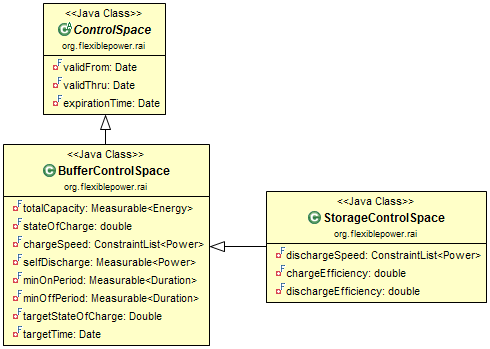 <<Java Class>>
ControlSpace
org.flexiblepower.rai
validFrom: Date
validThru: Date
expirationTime: Date
<<Java Class>>
BufferControlSpace
org.flexiblepower.rai
totalCapacity: Measurable<Energy>
stateOfCharge: double
chargeSpeed: ConstraintList<Power>
selfDischarge: Measurable<Power>
minOnPeriod: Measurable<Duration>
minOffPeriod: Measurable<Duration>
targetStateOfCharge: Double
targetTime: Date
<<Java Class>>
StorageControlSpace
org.flexiblepower.rai
dischargeSpeed: ConstraintList<Power>
chargeEfficiency: double
dischargeEfficiency: double